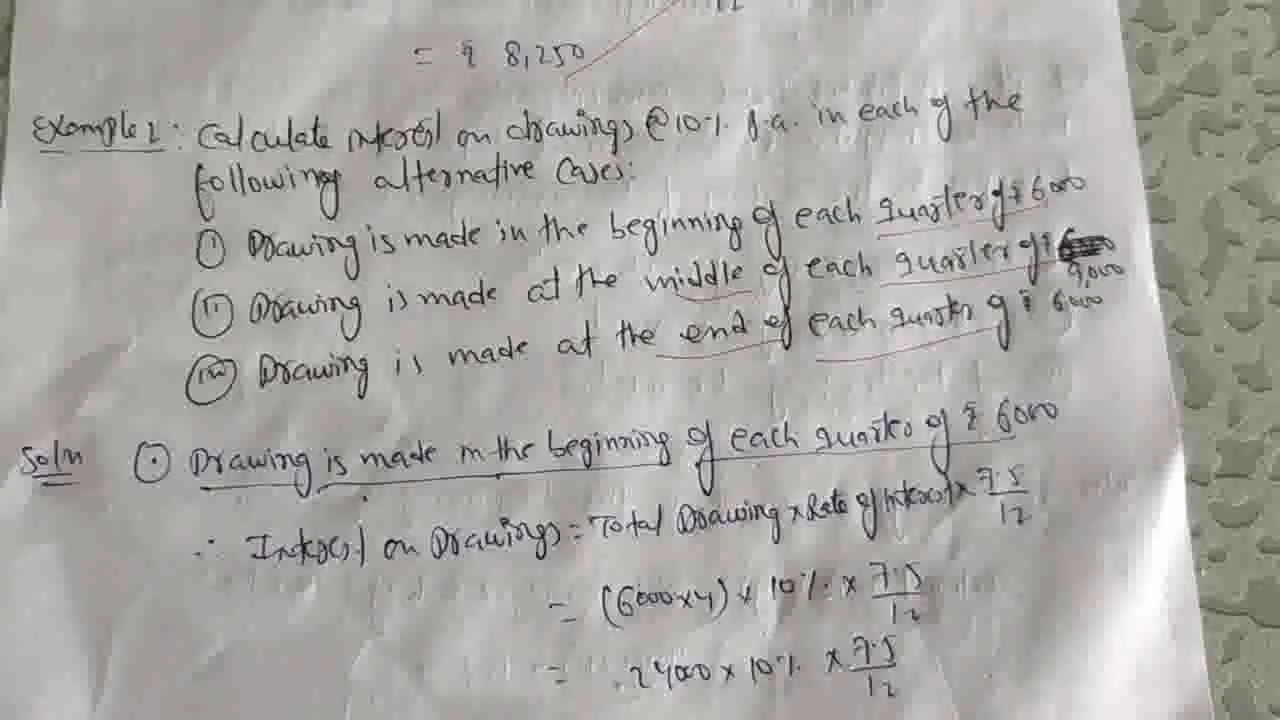 12
= ₹ 8,250
Example 2: Calculate interest on drawings @ 10% p.a. in each of the
following alternative cases:
(i) Drawing is made in the beginning of each quarter of ₹ 6000
(ii) Drawing is made at the middle of each quarter of ₹ 9,000
(iii) Drawing is made at the end of each quarter of ₹ 6000
Soln (i) Drawing is made in the beginning of each quarter of ₹ 6000
∴ Interest on Drawings = Total Drawing × Rate of Interest × 7.5/12
= (6000×4) × 10% × 7.5/12
= 24000 × 10% × 7.5/12